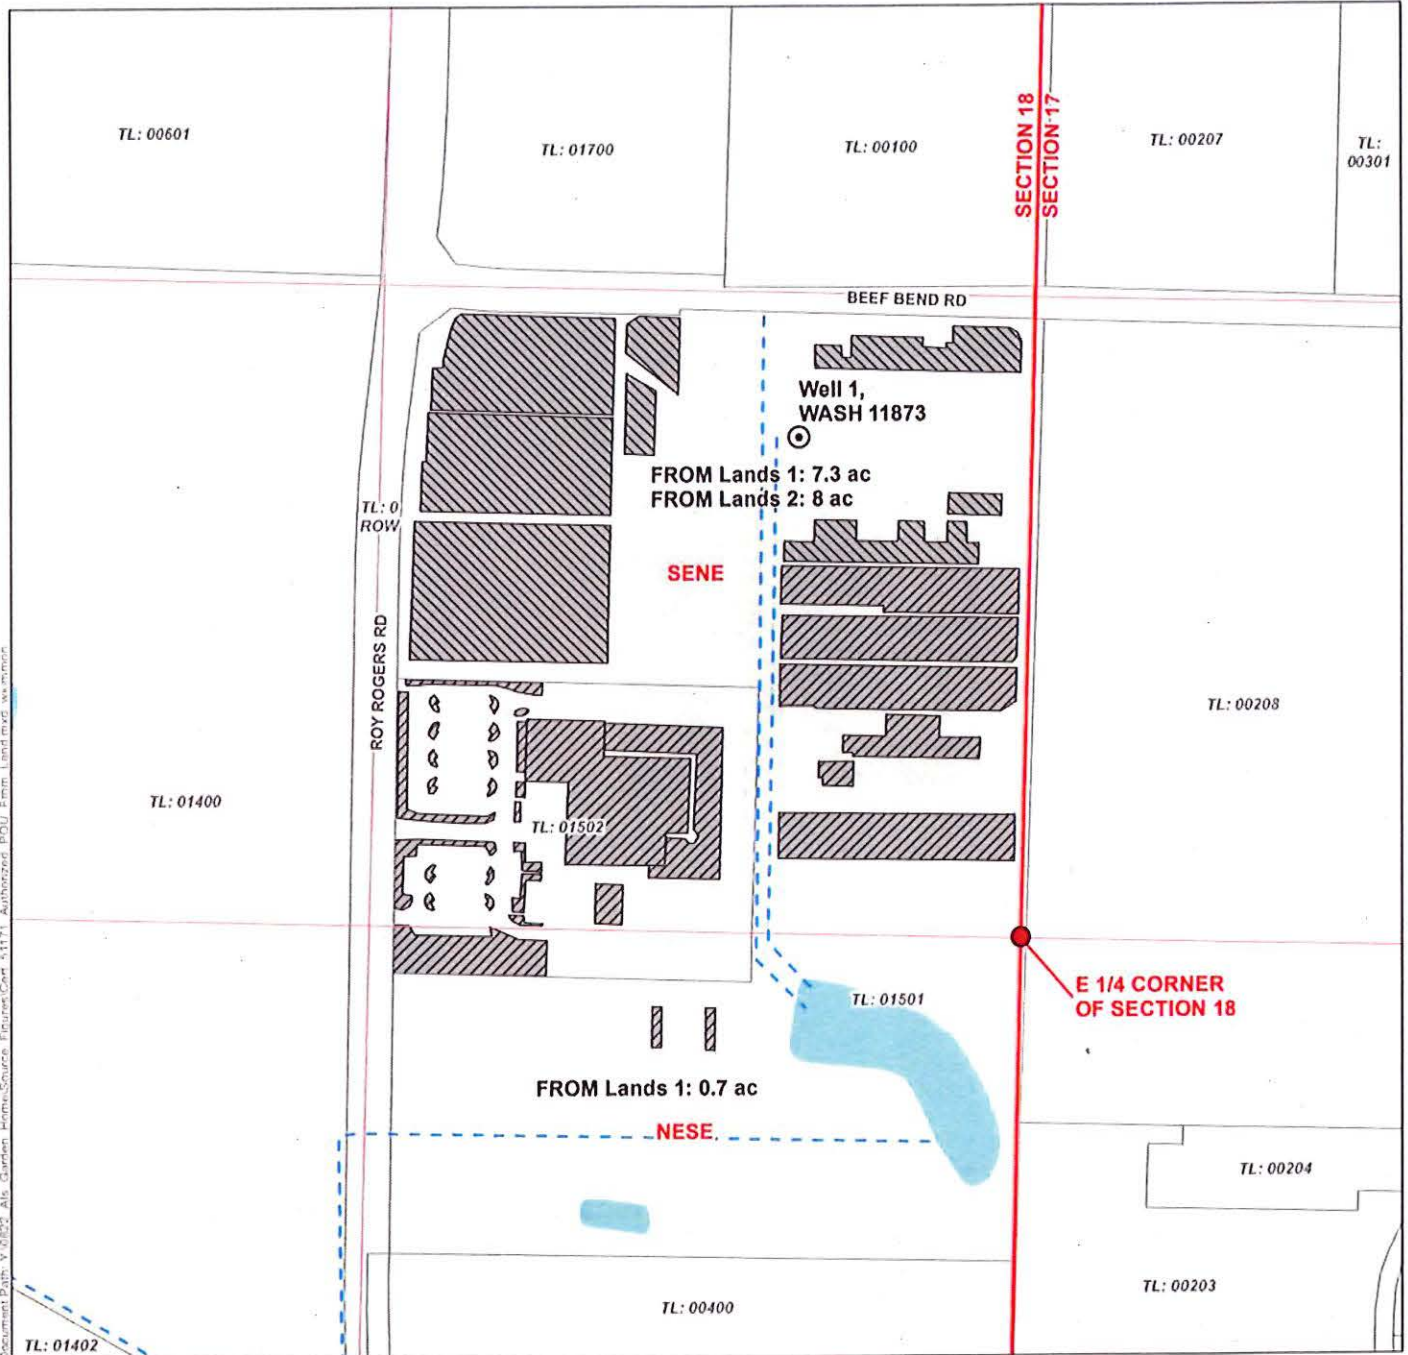 TL: 00601
TL: 01700
TL: 00100
SECTION 18
SECTION 17
TL: 00207
TL:
00301
BEEF BEND RD
Well 1,
WASH 11873
FROM Lands 1: 7.3 ac
FROM Lands 2: 8 ac
TL: 0
ROW
SENE
ROY ROGERS RD
TL: 00208
TL: 01400
TL: 01502
E 1/4 CORNER
OF SECTION 18
TL: 01501
FROM Lands 1: 0.7 ac
NESE
TL: 00204
TL: 00203
TL: 00400
TL: 01402